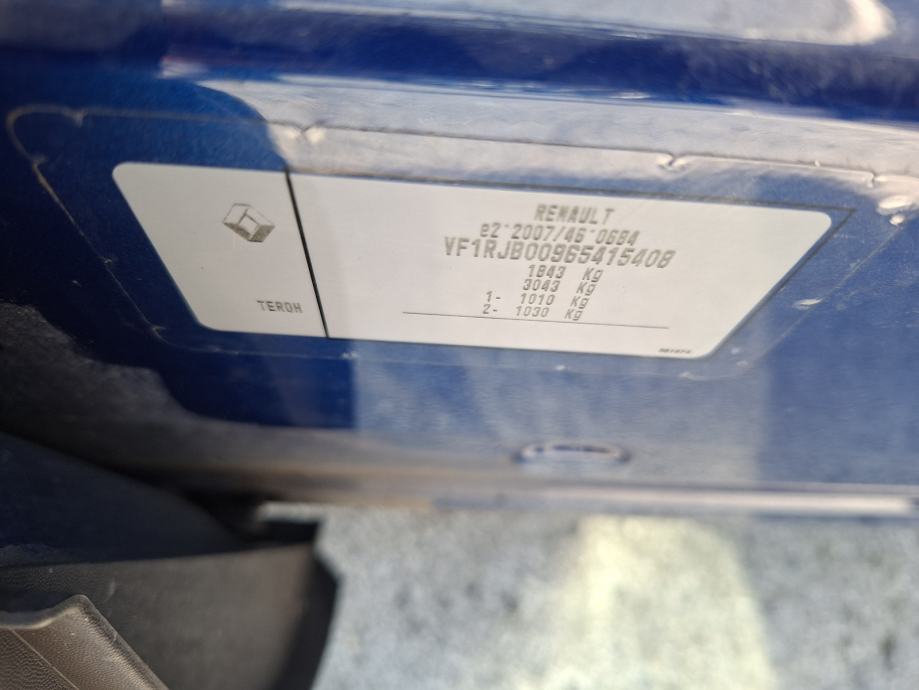 RENAULT
e2*2007/46*0684
VF1RJB00965415408
1843 Kg
3043 Kg
1- 1010 Kg
2- 1030 Kg
TEROH